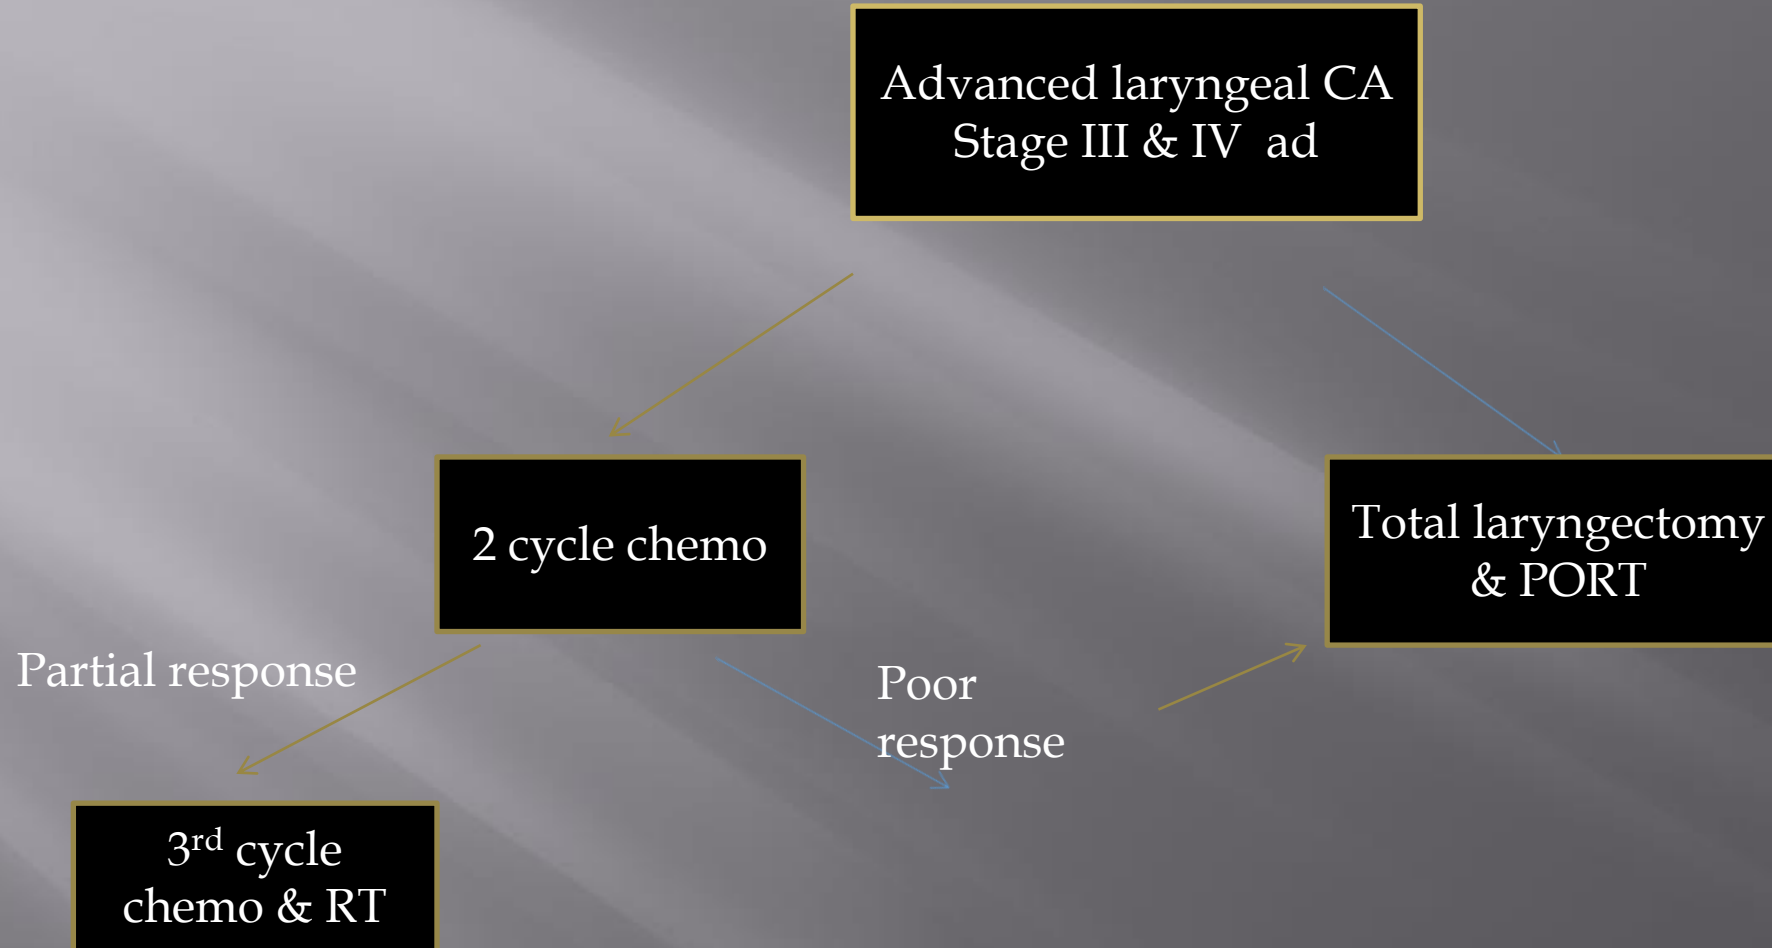 Advanced laryngeal CA
Stage III & IV  ad
2 cycle chemo
Total laryngectomy
& PORT
Partial response
Poor
response
3rd cycle
chemo & RT